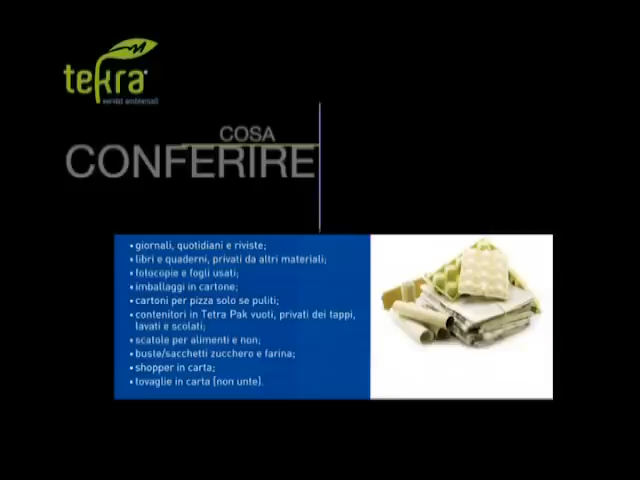 tekra
servizi ambientali
COSA
CONFERIRE
• giornali, quotidiani e riviste;
• libri e quaderni, privati da altri materiali;
• fotocopie e fogli usati;
• imballaggi in cartone;
• cartoni per pizza solo se puliti;
• contenitori in Tetra Pak vuoti, privati dei tappi,
lavati e scolati;
• scatole per alimenti e non;
• buste/sacchetti zucchero e farina;
• shopper in carta;
• tovaglie in carta (non unte).